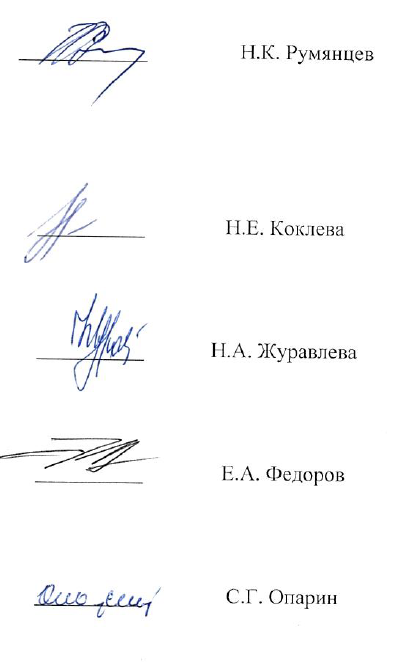 Н.К. Румянцев
Н.Е. Коклева
Н.А. Журавлева
Е.А. Федоров
С.Г. Опарин